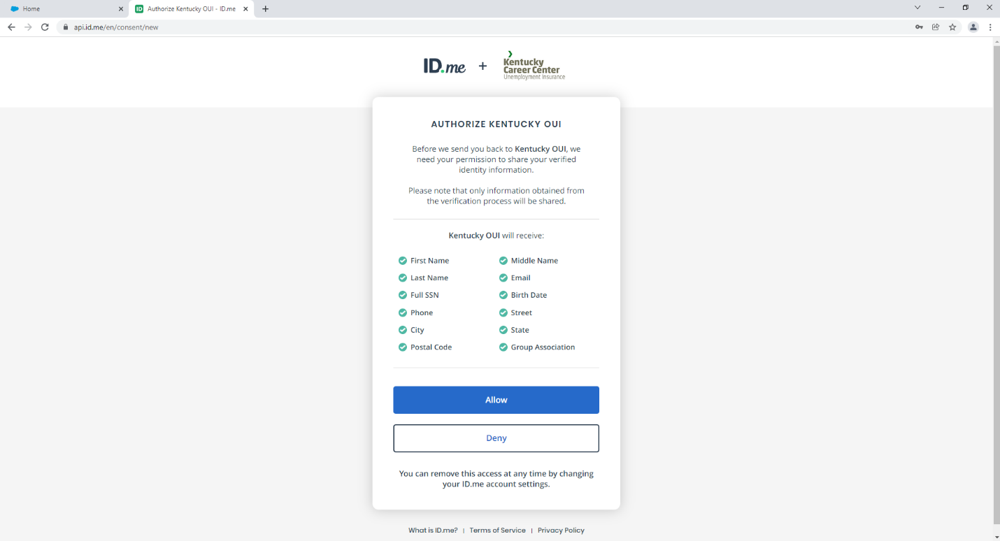 Home
Authorize Kentucky OUI - ID.me
api.id.me/en/consent/new
ID.me + Kentucky
Career Center
Unemployment Insurance
AUTHORIZE KENTUCKY OUI
Before we send you back to Kentucky OUI, we
need your permission to share your verified
identity information.
Please note that only information obtained from
the verification process will be shared.
Kentucky OUI will receive:
First Name
Middle Name
Last Name
Email
Full SSN
Birth Date
Phone
Street
City
State
Postal Code
Group Association
Allow
Deny
You can remove this access at any time by changing
your ID.me account settings.
What is ID.me? | Terms of Service | Privacy Policy